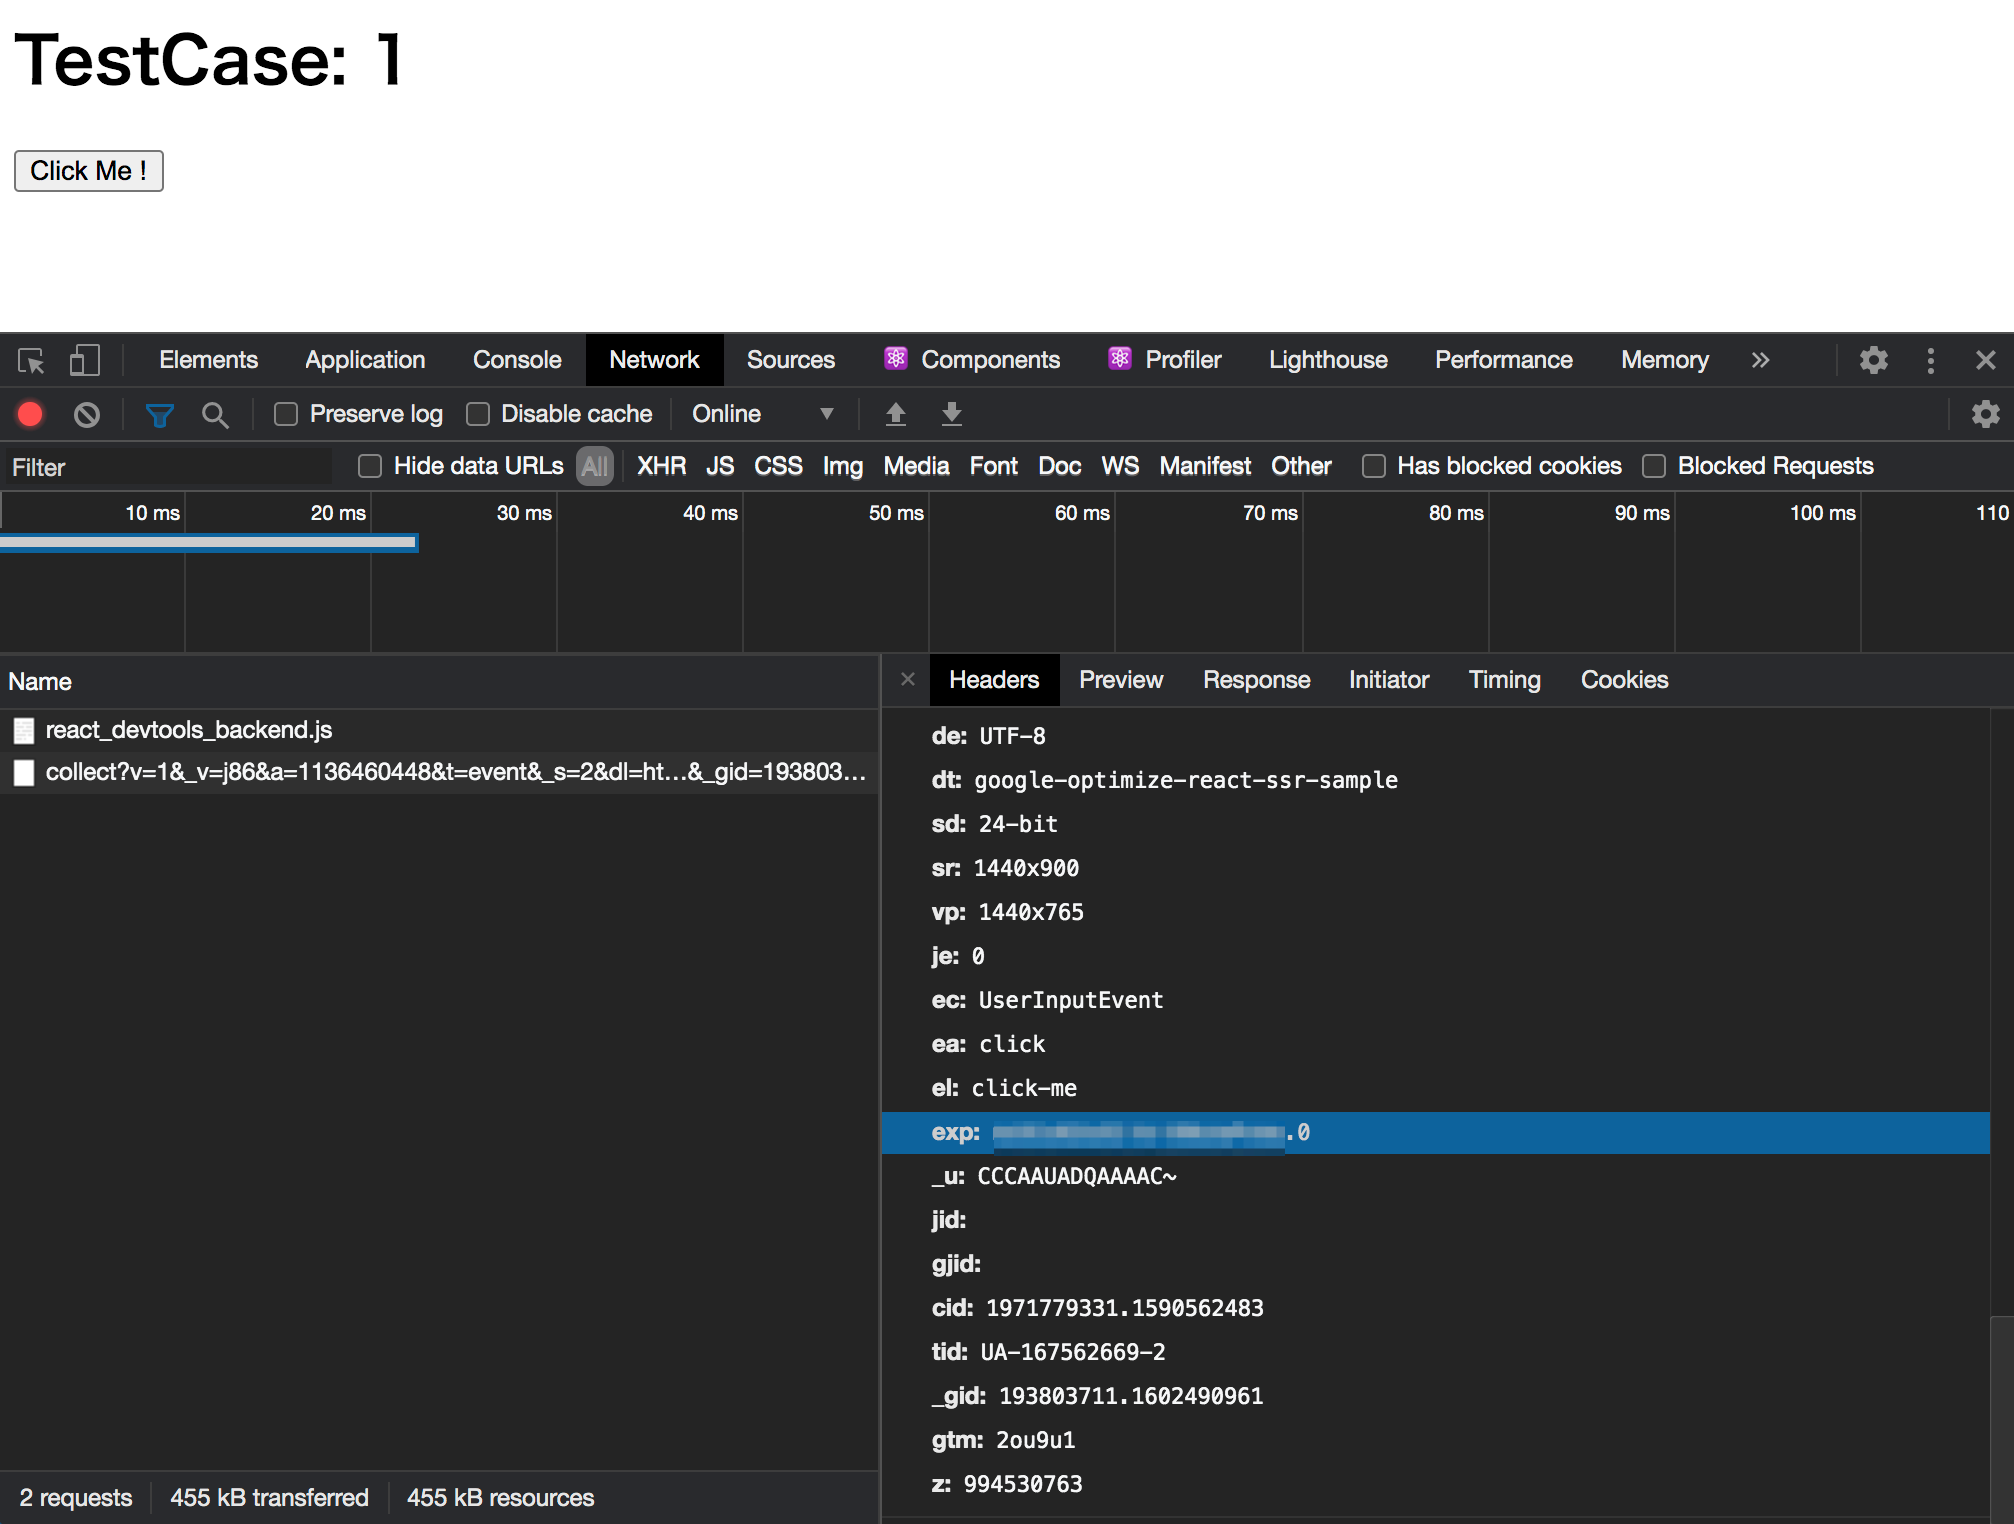 TestCase: 1
Click Me !
Elements Application Console Network Sources Components Profiler Lighthouse Performance Memory »
Preserve log Disable cache Online
Filter Hide data URLs All XHR JS CSS Img Media Font Doc WS Manifest Other Has blocked cookies Blocked Requests
10 ms 20 ms 30 ms 40 ms 50 ms 60 ms 70 ms 80 ms 90 ms 100 ms 110
Name
react_devtools_backend.js
collect?v=1&_v=j86&a=1136460448&t=event&_s=2&dl=ht…&_gid=193803…
Headers Preview Response Initiator Timing Cookies
de: UTF-8
dt: google-optimize-react-ssr-sample
sd: 24-bit
sr: 1440x900
vp: 1440x765
je: 0
ec: UserInputEvent
ea: click
el: click-me
exp: .0
_u: CCCAAUADQAAAAC~
jid:
gjid:
cid: 1971779331.1590562483
tid: UA-167562669-2
_gid: 193803711.1602490961
gtm: 2ou9u1
z: 994530763
2 requests 455 kB transferred 455 kB resources